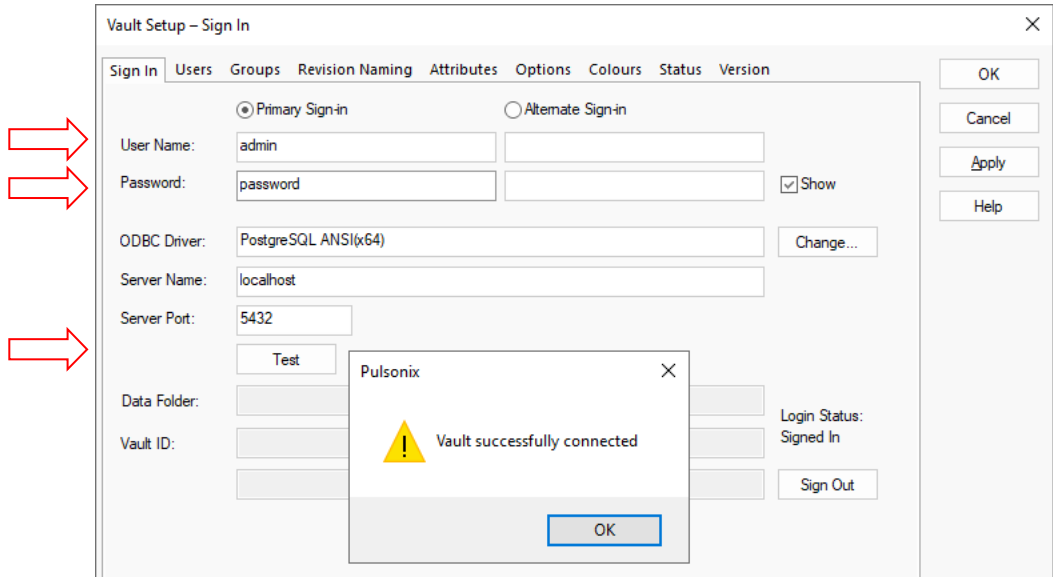 Vault Setup – Sign In
Sign In Users Groups Revision Naming Attributes Options Colours Status Version
OK
Primary Sign-in Alternate Sign-in
Cancel
User Name: admin
Apply
Password: password Show
Help
ODBC Driver: PostgreSQL ANSI(x64) Change...
Server Name: localhost
Server Port: 5432
Test
Pulsonix
Data Folder:
Login Status:
Vault ID: Vault successfully connected Signed In
Sign Out
OK